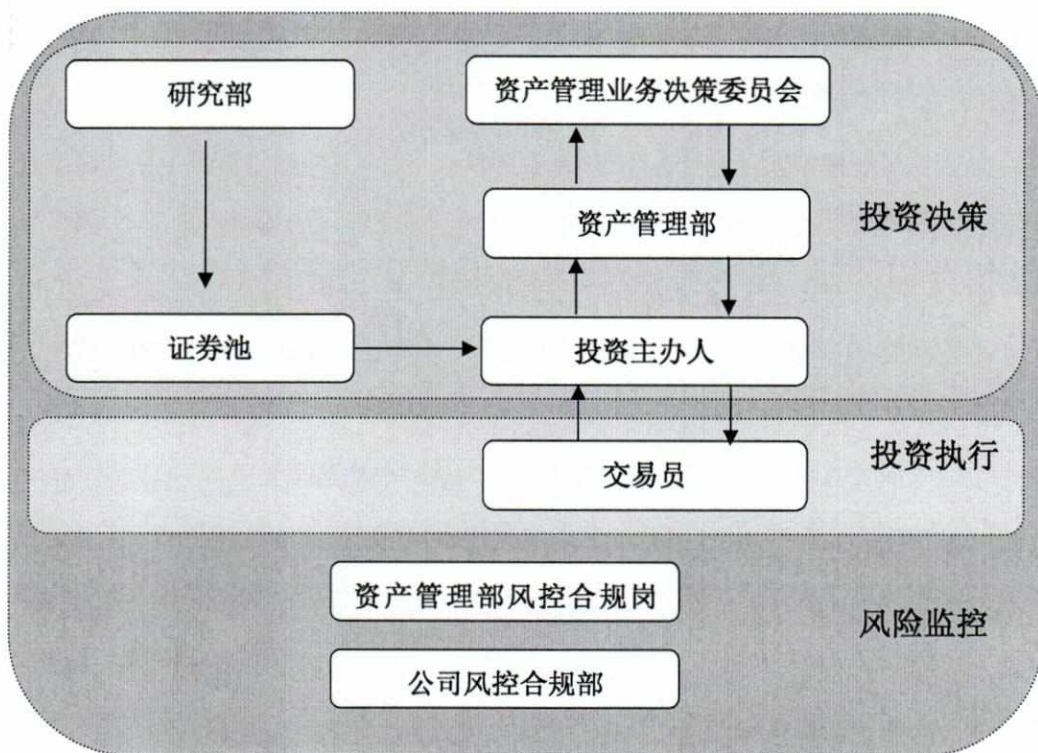 研究部
资产管理业务决策委员会
资产管理部
投资决策
证券池
投资主办人
投资执行
交易员
资产管理部风控合规岗
风险监控
公司风控合规部